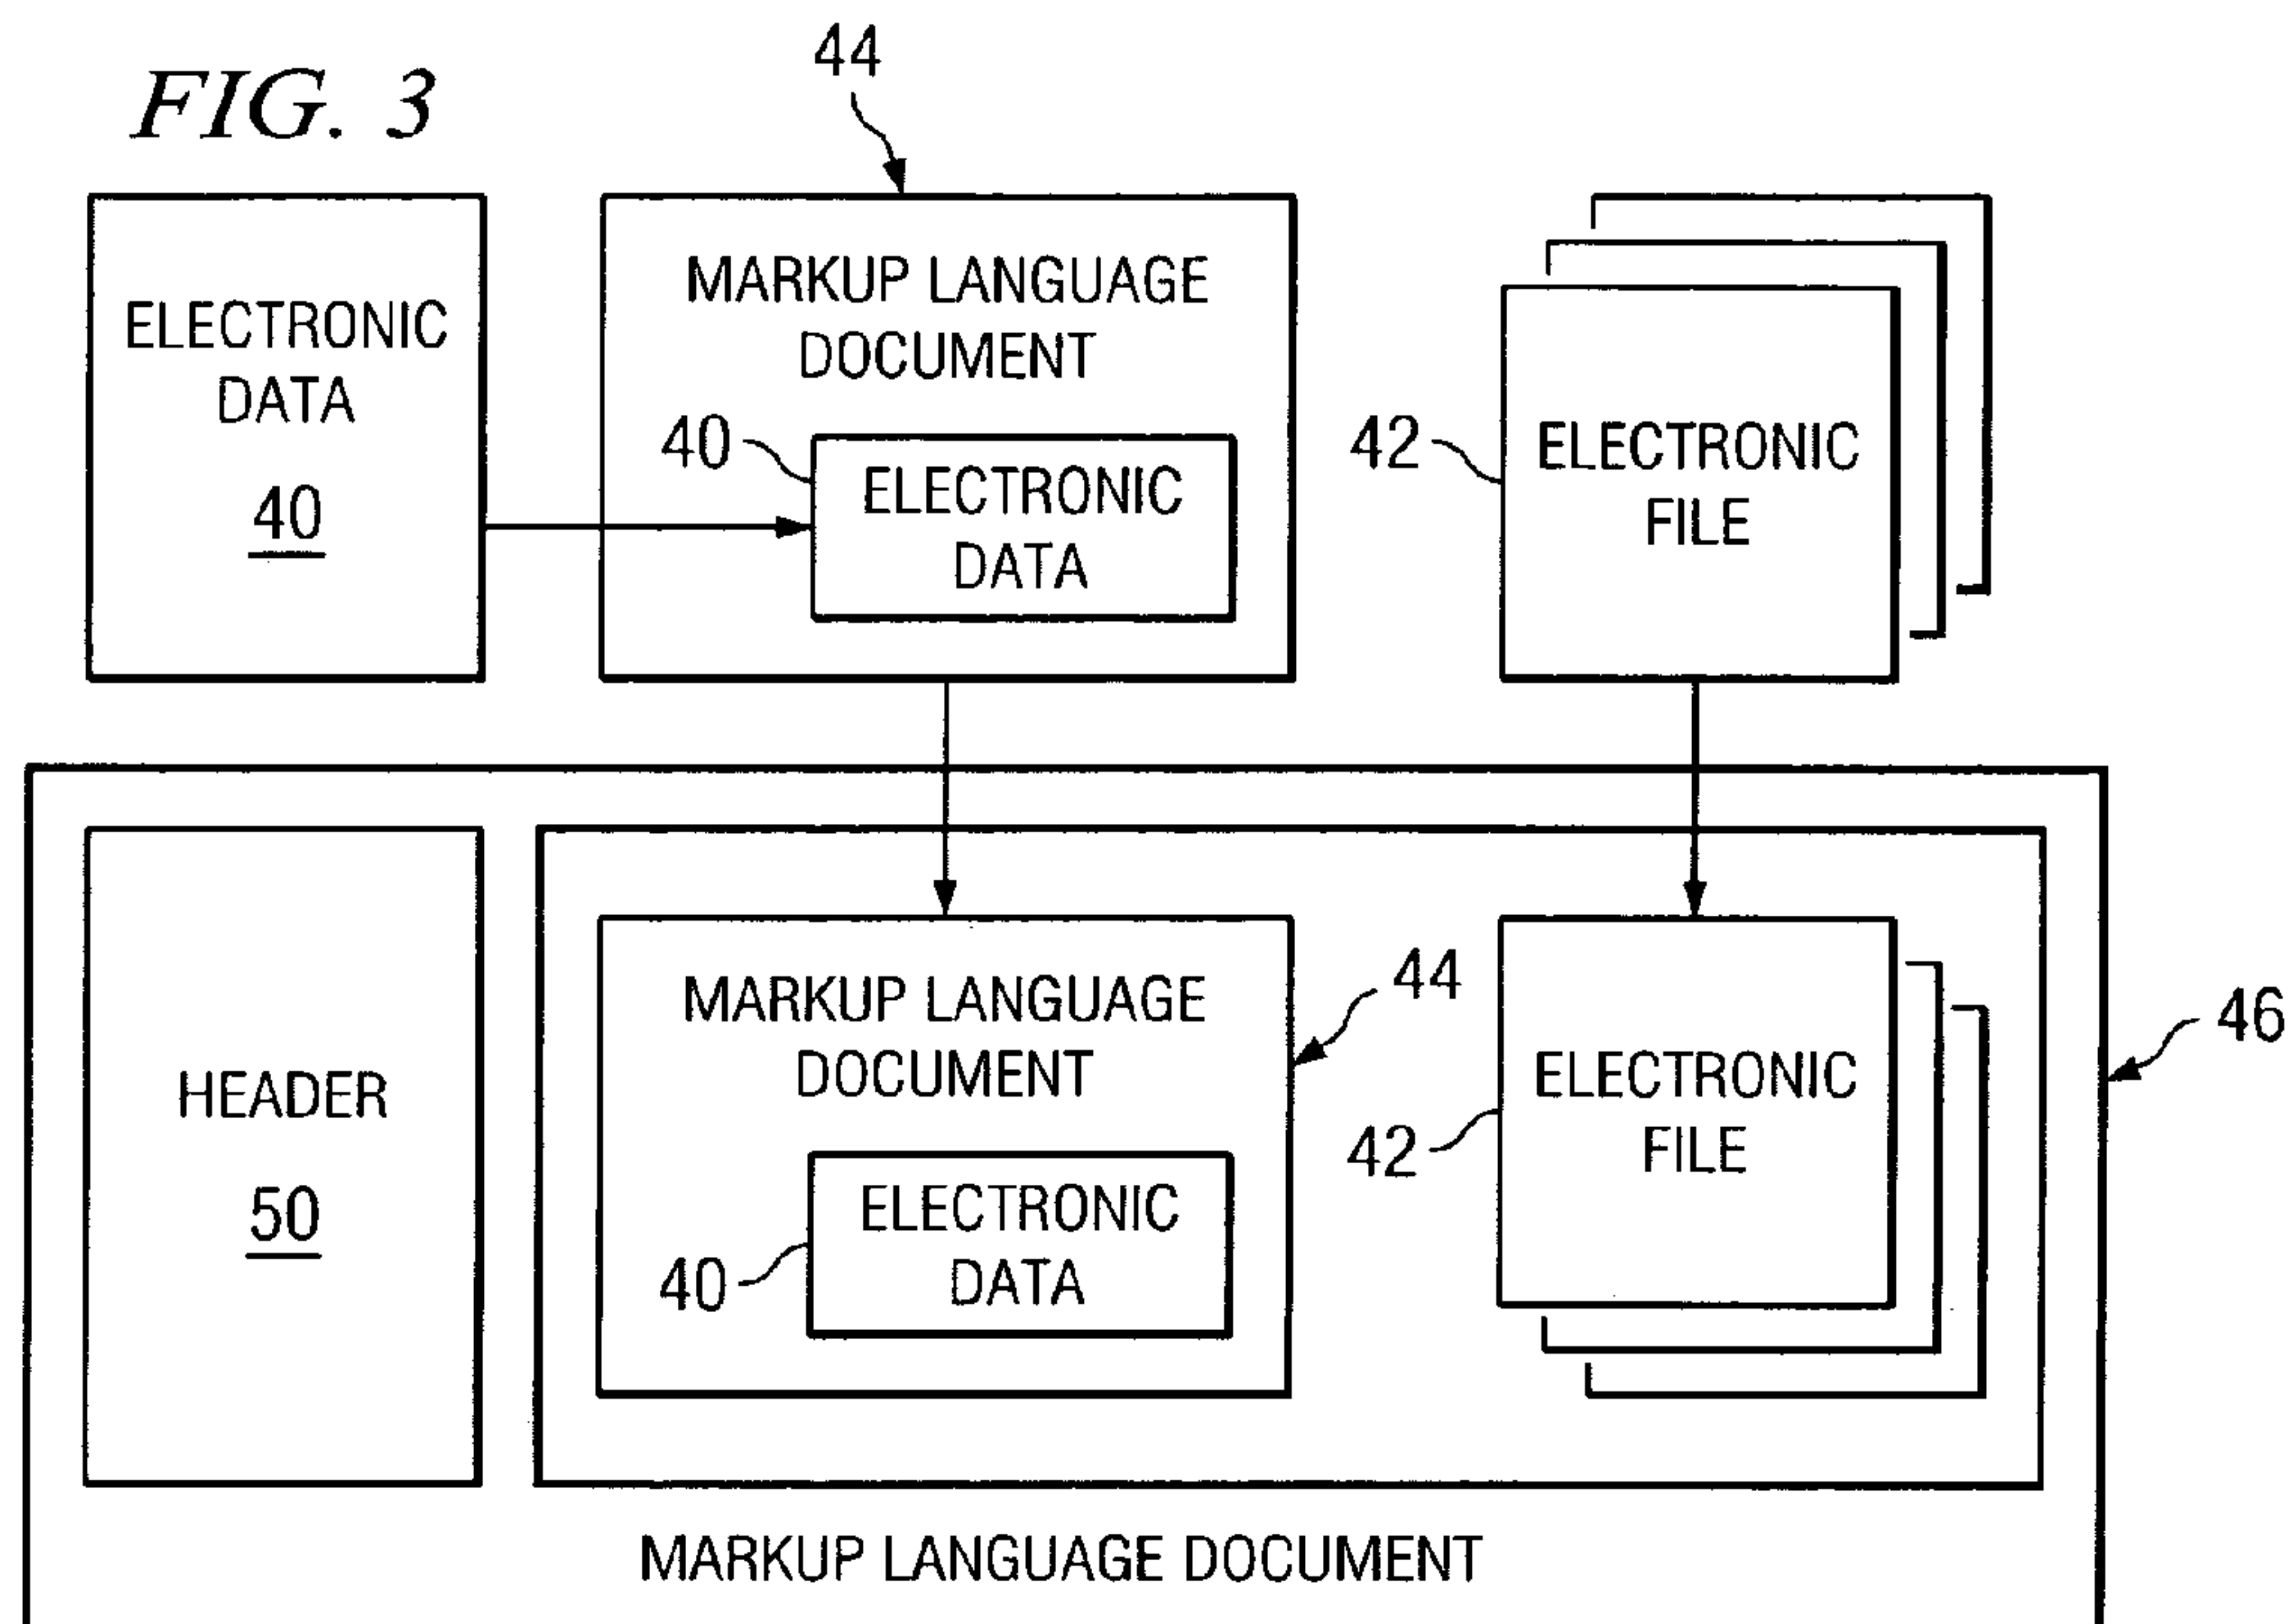 FIG. 3
44
ELECTRONIC
DATA
40
MARKUP LANGUAGE
DOCUMENT
40
ELECTRONIC
DATA
42
ELECTRONIC
FILE
HEADER
50
MARKUP LANGUAGE
DOCUMENT
44
40
ELECTRONIC
DATA
42
ELECTRONIC
FILE
46
MARKUP LANGUAGE DOCUMENT